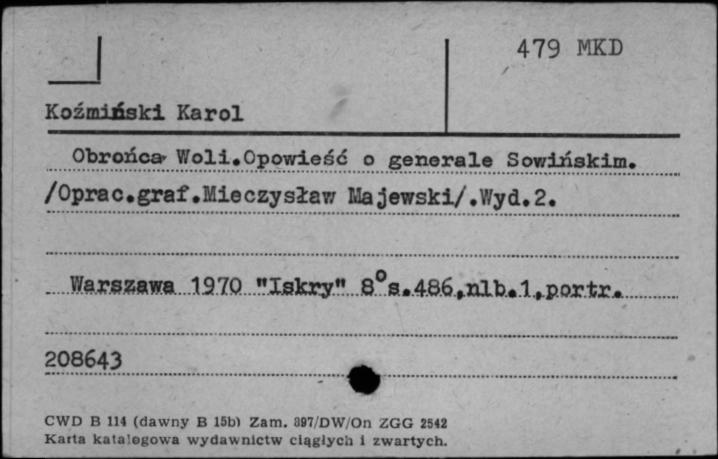 479 MKD
Koźmiński Karol
Obrońca Woli.Opowieść o generale Sowińskim.
/Oprac.graf.Mieczysław Majewski/.Wyd.2.
Warszawa 1970 "Iskry" 8° s.486,nlb.1,portr.
208643
CWD B 114 (dawny B 15b) Zam. 397/DW/On ZGG 2542
Karta katalogowa wydawnictw ciągłych i zwartych.